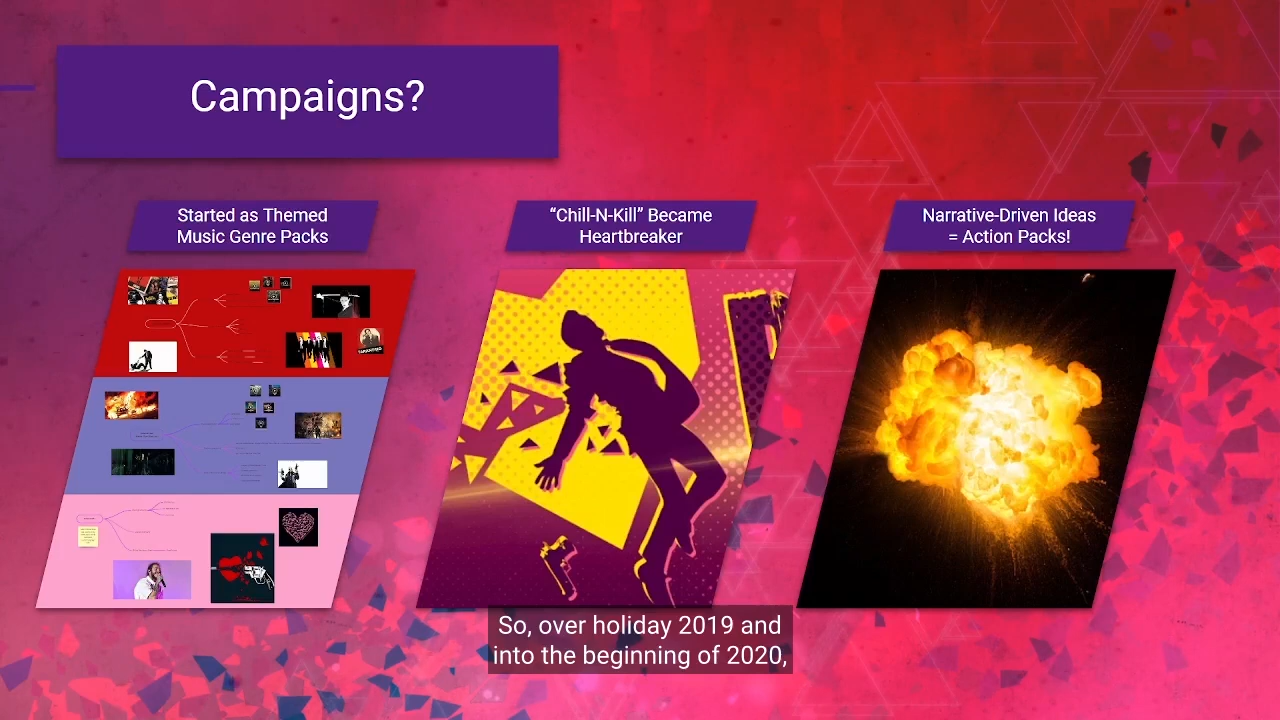 Campaigns?
Started as Themed
Music Genre Packs
“Chill-N-Kill” Became
Heartbreaker
Narrative-Driven Ideas
= Action Packs!
So, over holiday 2019 and
into the beginning of 2020,